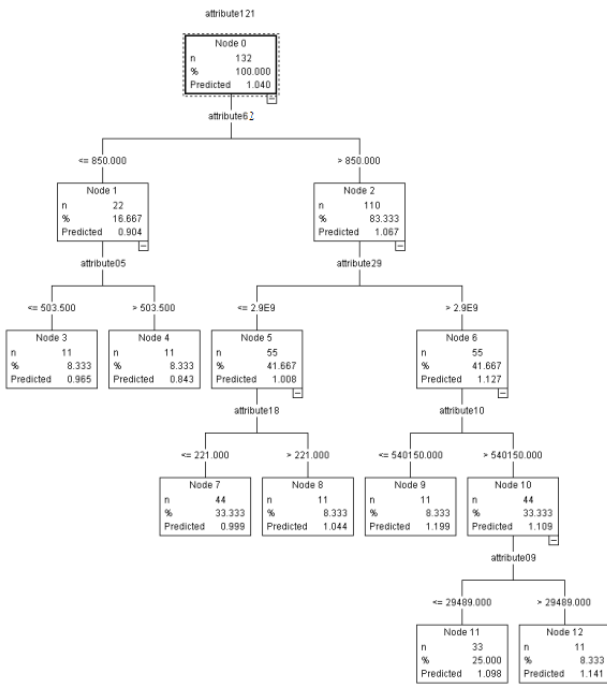 attribute121
Node 0
n 132
% 100.000
Predicted 1.040
attribute62
<= 850.000
> 850.000
Node 1
n 22
% 16.667
Predicted 0.904
Node 2
n 110
% 83.333
Predicted 1.067
attribute05
attribute29
<= 503.500
> 503.500
<= 2.9E9
> 2.9E9
Node 3
n 11
% 8.333
Predicted 0.965
Node 4
n 11
% 8.333
Predicted 0.843
Node 5
n 55
% 41.667
Predicted 1.008
Node 6
n 55
% 41.667
Predicted 1.127
attribute18
attribute10
<= 221.000
> 221.000
<= 540150.000
> 540150.000
Node 7
n 44
% 33.333
Predicted 0.999
Node 8
n 11
% 8.333
Predicted 1.044
Node 9
n 11
% 8.333
Predicted 1.199
Node 10
n 44
% 33.333
Predicted 1.109
attribute09
<= 29489.000
> 29489.000
Node 11
n 33
% 25.000
Predicted 1.098
Node 12
n 11
% 8.333
Predicted 1.141